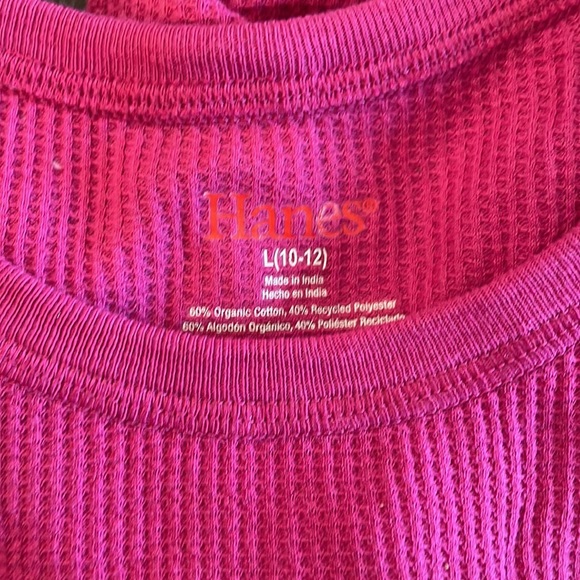 Hanes®
L(10-12)
Made in India
Hecho en India
60% Organic Cotton, 40% Recycled Polyester
60% Algodón Orgánico, 40% Poliéster Reciclado